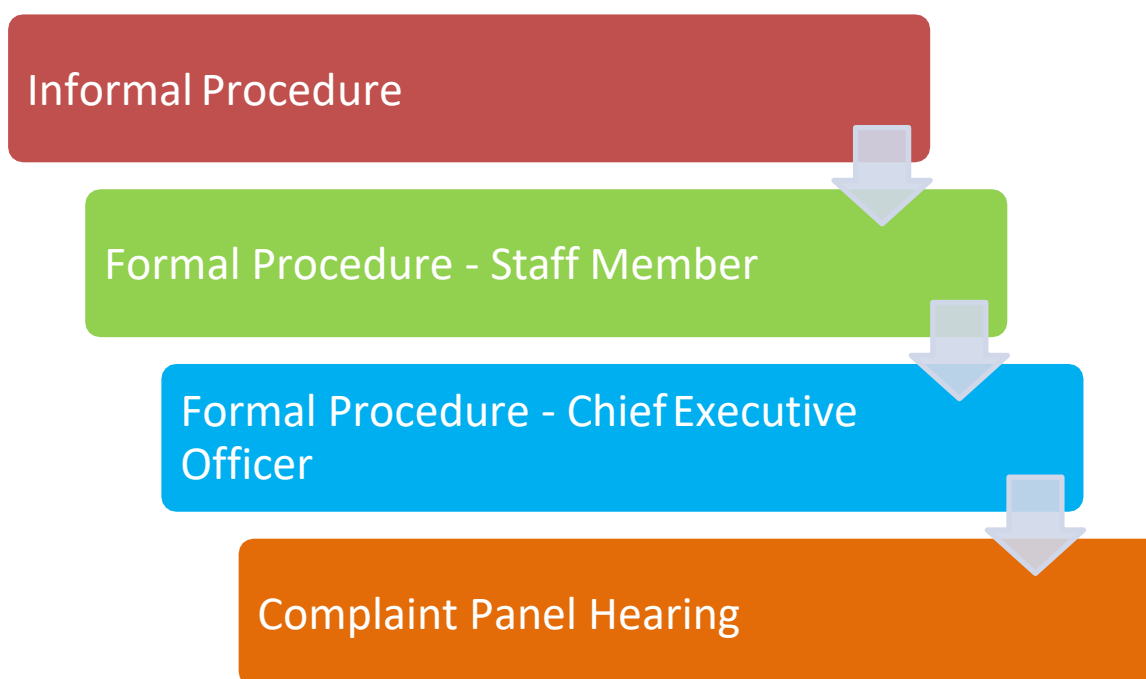 Informal Procedure
Formal Procedure - Staff Member
Formal Procedure - Chief Executive
Officer
Complaint Panel Hearing